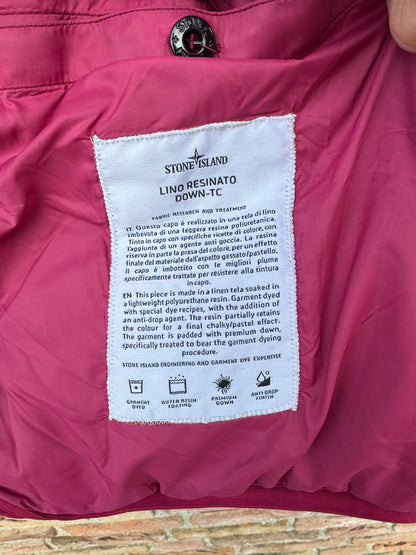 STONE ISLAND
STONE ISLAND
LINO RESINATO
DOWN-TC
FABRIC RESEARCH AND TREATMENT
IT Questo capo è realizzato in una tela di lino
imbevuta di una leggera resina poliuretanica.
Tinto in capo con specifiche ricette di colore, con
l'aggiunta di un agente anti goccia. La resina
riserva in parte la presa del colore, per un effetto
finale del materiale dall'aspetto gessato/pastello.
Il capo è imbottito con le migliori piume
specificamente trattate per resistere alla tintura
in capo.
EN This piece is made in a linen tela soaked in
a lightweight polyurethane resin. Garment dyed
with special dye recipes, with the addition of
an anti-drop agent. The resin partially retains
the colour for a final chalky/pastel effect.
The garment is padded with premium down,
specifically treated to bear the garment dyeing
procedure.
STONE ISLAND ENGINEERING AND GARMENT DYE EXPERTISE
GARMENT DYED
OUTER RESIN COATING
PREMIUM DOWN
ANTI DROP FINISH